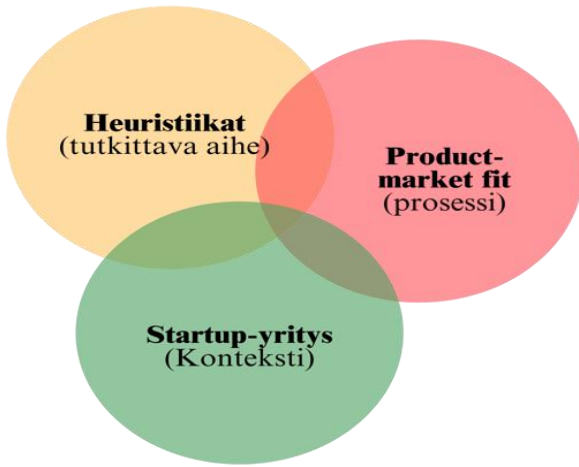 Heuristiikat
(tutkittava aihe)
Product-
market fit
(prosessi)
Startup-yritys
(Konteksti)